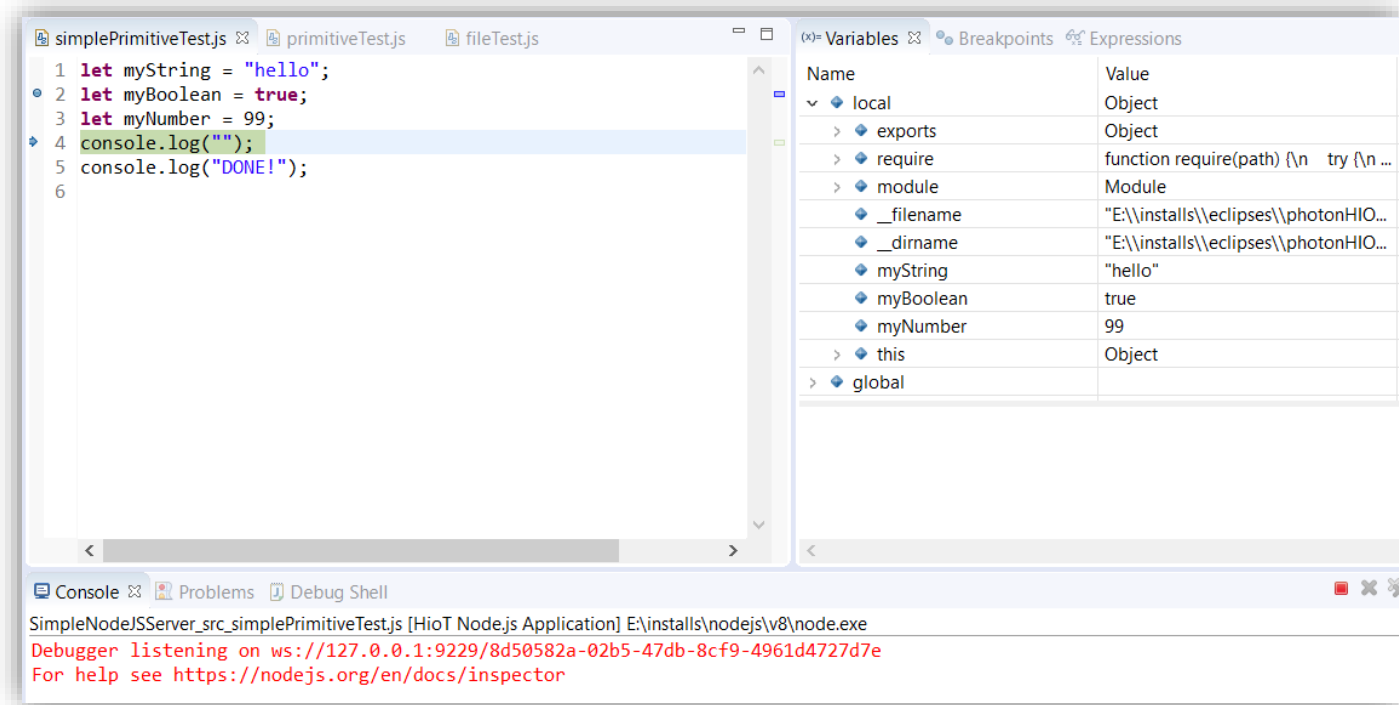 simplePrimitiveTest.js primitiveTest.js fileTest.js
1 let myString = "hello";
2 let myBoolean = true;
3 let myNumber = 99;
4 console.log("");
5 console.log("DONE!");
6
(x)= Variables Breakpoints Expressions
Name Value
local Object
exports Object
require function require(path) {\n try {\n ...
module Module
__filename "E:\\installs\\eclipses\\photonHIO...
__dirname "E:\\installs\\eclipses\\photonHIO...
myString "hello"
myBoolean true
myNumber 99
this Object
global
Console Problems Debug Shell
SimpleNodeJSServer_src_simplePrimitiveTest.js [HioT Node.js Application] E:\installs\nodejs\v8\node.exe
Debugger listening on ws://127.0.0.1:9229/8d50582a-02b5-47db-8cf9-4961d4727d7e
For help see https://nodejs.org/en/docs/inspector